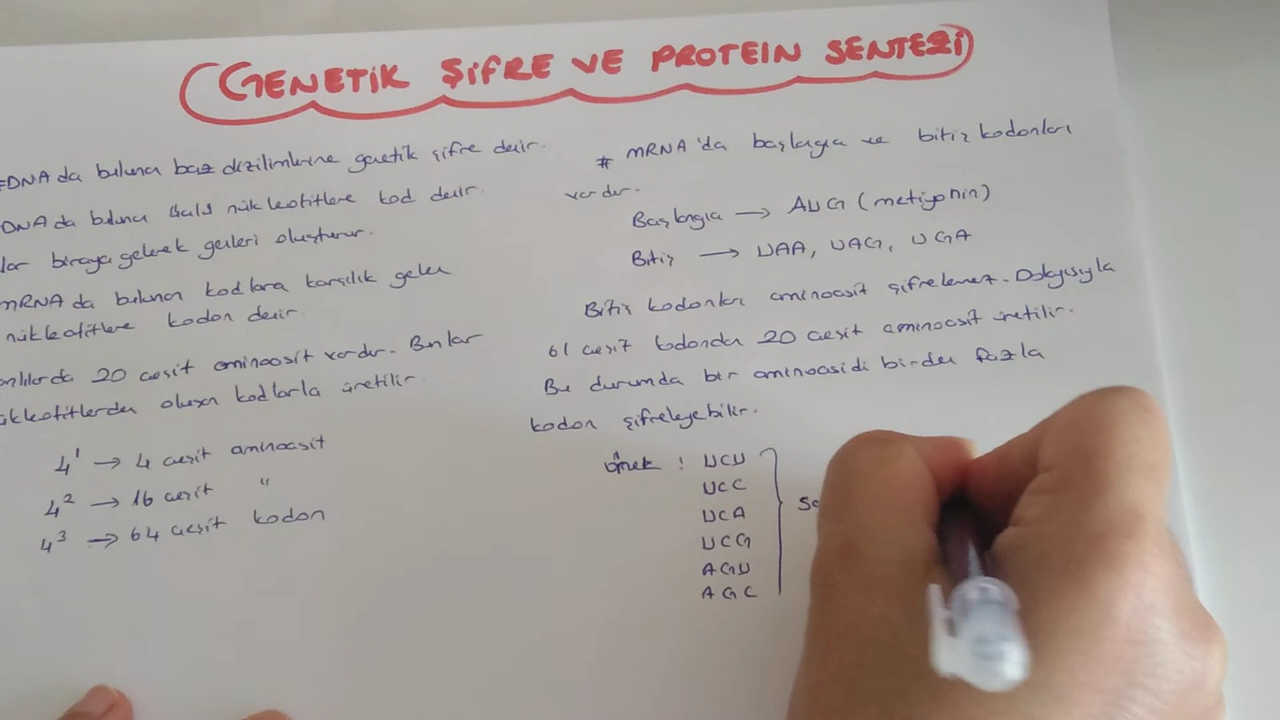 GENETİK ŞİFRE VE PROTEİN SENTEZİ
DNA da bulunan baz dizilimlerine genetik şifre denir.
DNA da bulunan üçlü nükleotitlere kod denir.
lar biraya gelerek genleri oluşturur.
mRNA da bulunan kodlara karşılık gelen
nükleotitlere kodon denir.
20 çeşit aminoasit vardır. Bunlar
oluşan kodlarla üretilir.
4¹ → 4 çeşit aminoasit
4² → 16 çeşit "
4³ → 64 çeşit kodon
* mRNA'da başlangıç ve bitiş kodonları
vardır.
Başlangıç → AUG (metiyonin)
Bitiş → UAA, UAG, UGA
Bitiş kodonları aminoasit şifrelemez. Dolayısıyla
61 çeşit kodondan 20 çeşit aminoasit üretilir.
Bu durumda bir aminoasidi birden fazla
kodon şifreleyebilir.
örnek : UCU
UCC
UCA
UCG
AGU
AGC